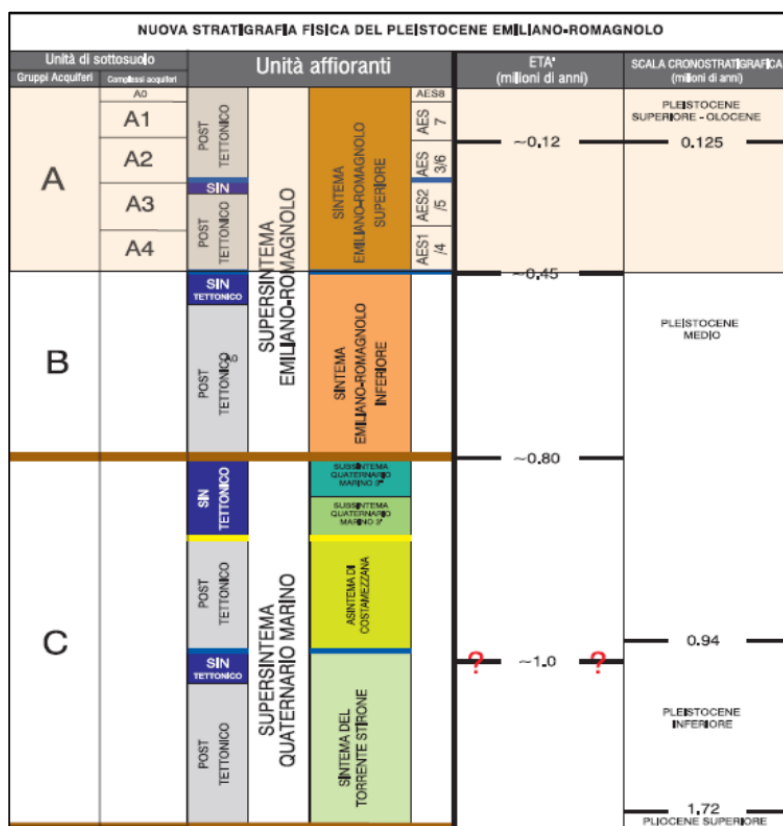 NUOVA STRATIGRAFIA FISICA DEL PLEISTOCENE EMILIANO-ROMAGNOLO
Unità di sottosuolo
Gruppi Acquiferi
Complessi acquiferi
Unità affioranti
ETA'
(milioni di anni)
SCALA CRONOSTRATIGRAFICA
(milioni di anni)
A
A0
A1
A2
A3
A4
POST
TETTONICO
SIN
POST
TETTONICO
SUPERSINTEMA
EMILIANO-ROMAGNOLO
SINTEMA
EMILIANO-ROMAGNOLO
SUPERIORE
AES8
AES
7
AES
3/6
AES2
/5
AES1
/4
~0.12
~0.45
PLEISTOCENE
SUPERIORE - OLOCENE
0.125
B
SIN
TETTONICO
POST
TETTONICO
SINTEMA
EMILIANO-ROMAGNOLO
INFERIORE
PLEISTOCENE
MEDIO
~0.80
C
SIN
TETTONICO
POST
TETTONICO
SIN
TETTONICO
POST
TETTONICO
SUPERSINTEMA
QUATERNARIO MARINO
SUBSINTEMA
QUATERNARIO
SUBSINTEMA
QUATERNARIO
ASINTEMA DI
COSTAMEZZANA
SINTEMA DEL
TORRENTE STIRONE
? ~1.0 ?
0.94
PLEISTOCENE
INFERIORE
1.72
PLIOCENE SUPERIORE